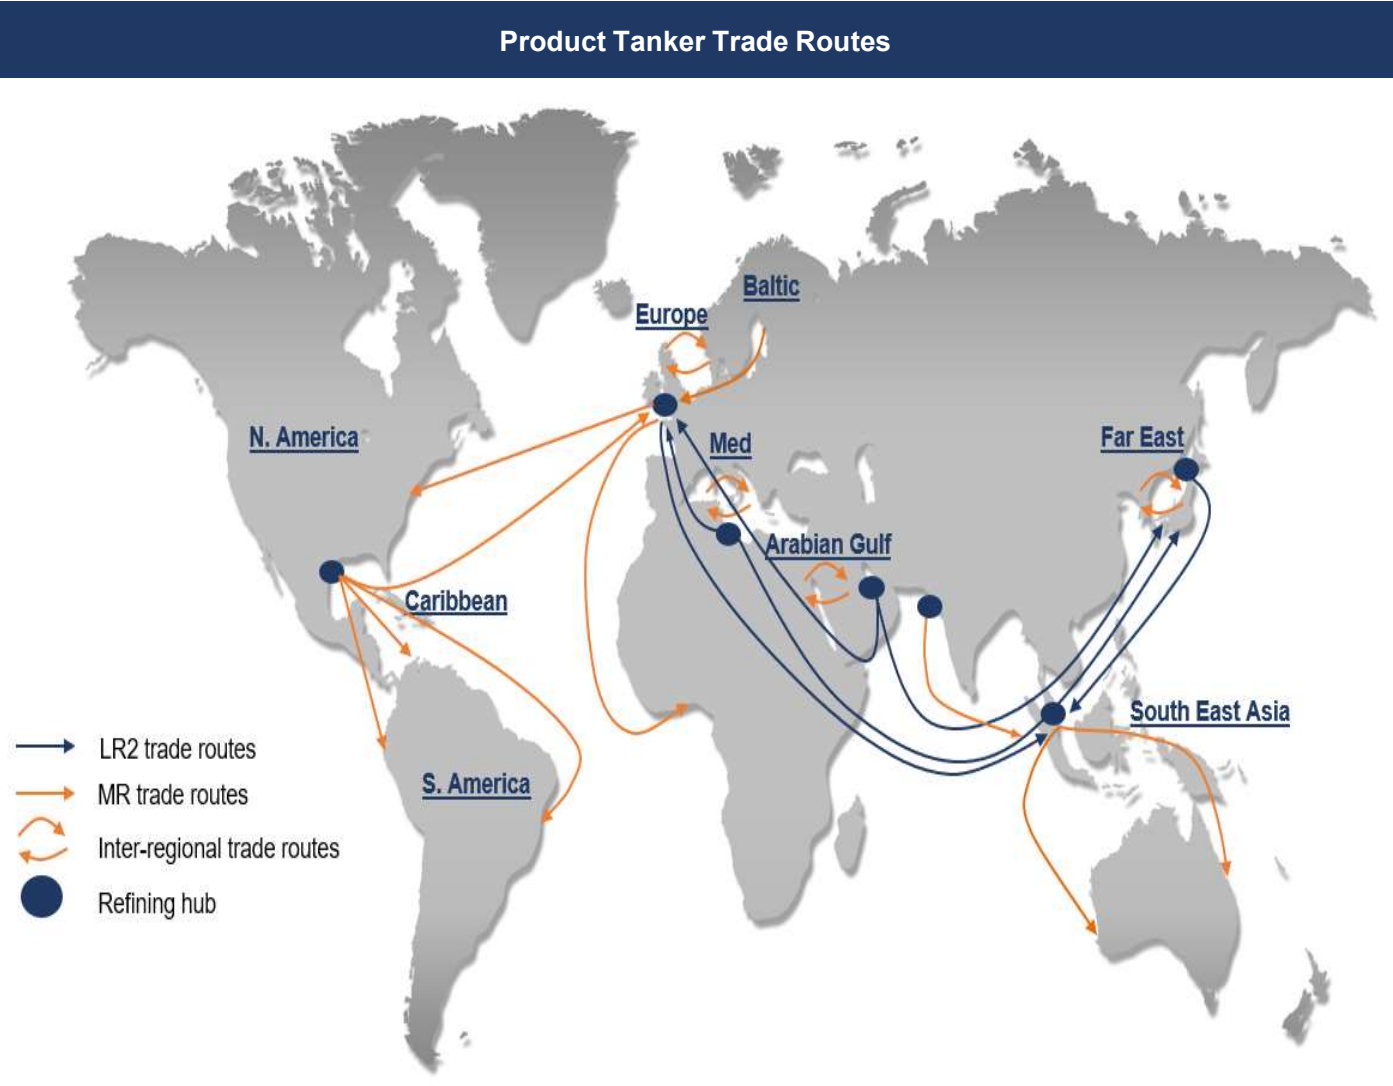 Product Tanker Trade Routes
Baltic
Europe
N. America
Med
Far East
Arabian Gulf
Caribbean
South East Asia
S. America
LR2 trade routes
MR trade routes
Inter-regional trade routes
Refining hub